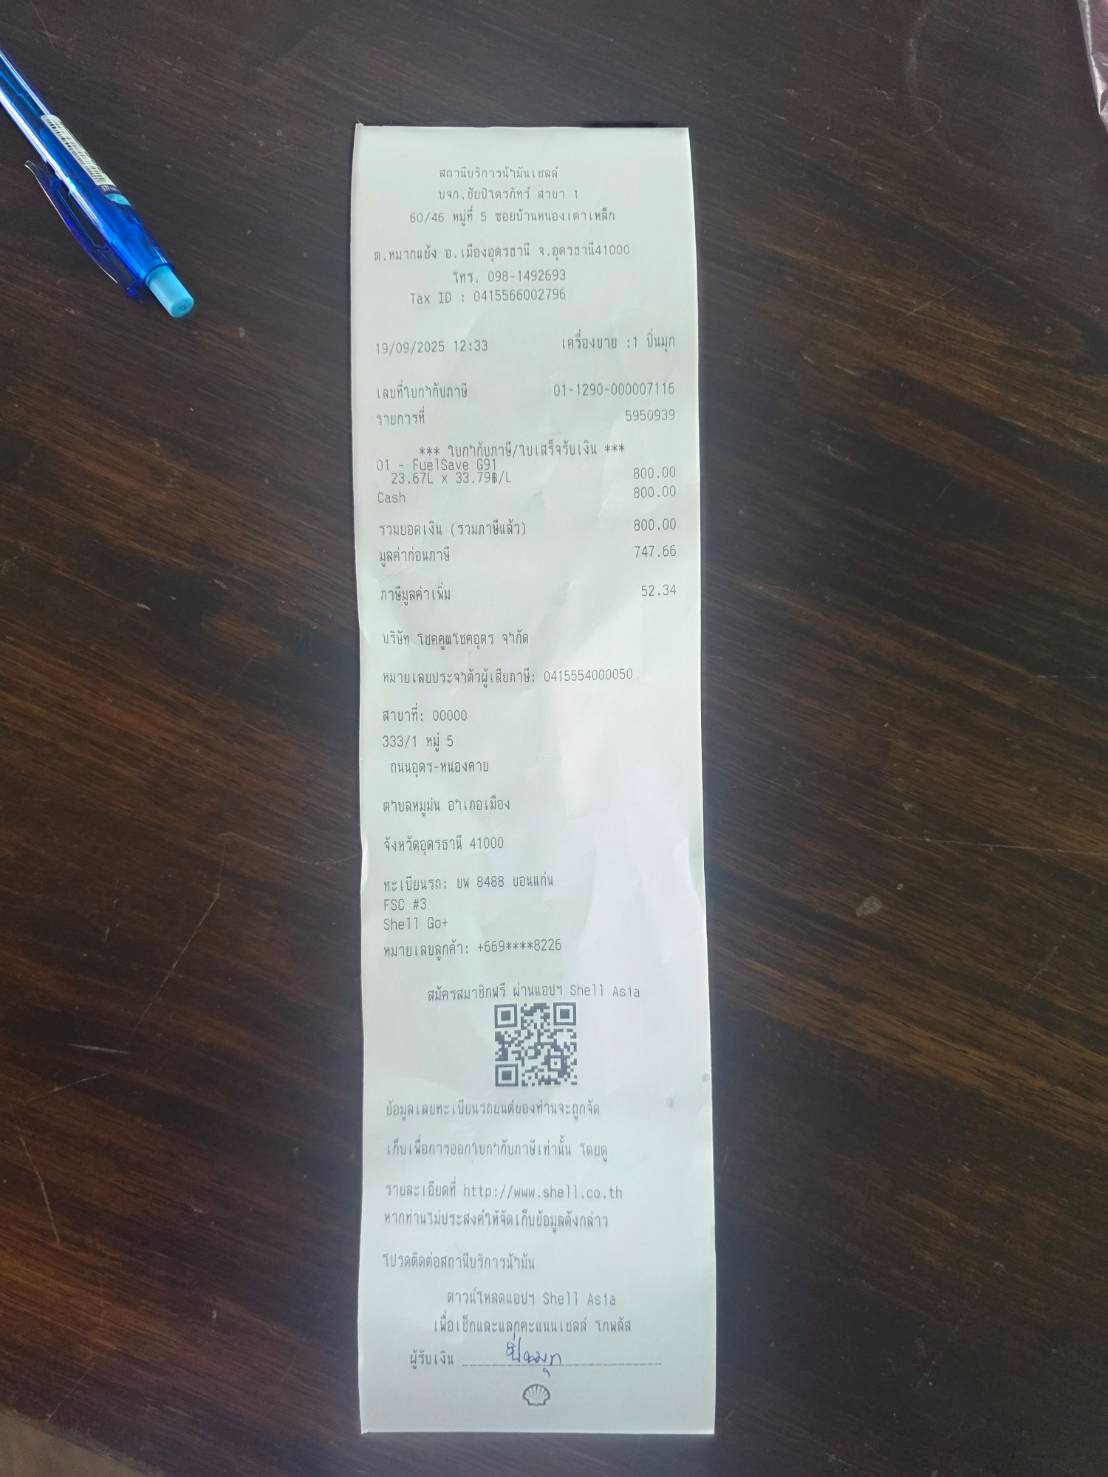 สถานีบริการน้ำมันเชลล์
บจก.ชัยปิตรภัทร์ สาขา 1
60/46 หมู่ที่ 5 ซอยบ้านหนองเตาเหล็ก
ต.หมากแข้ง อ.เมืองอุดรธานี จ.อุดรธานี41000
โทร. 098-1492693
Tax ID : 0415566002796
19/09/2025 12:33 เครื่องขาย :1 ปิ่นมุก
เลขที่ใบกำกับภาษี 01-1290-000007116
รายการที่ 5950939
*** ใบกำกับภาษี/ใบเสร็จรับเงิน ***
01 - FuelSave G91
23.67L x 33.79฿/L 800.00
Cash 800.00
รวมยอดเงิน (รวมภาษีแล้ว) 800.00
มูลค่าก่อนภาษี 747.66
ภาษีมูลค่าเพิ่ม 52.34
บริษัท โชคคูณโชคอุดร จำกัด
หมายเลขประจำตัวผู้เสียภาษี: 0415554000050
สาขาที่: 00000
333/1 หมู่ 5
ถนนอุดร-หนองคาย
ตำบลหมูม่น อำเภอเมือง
จังหวัดอุดรธานี 41000
ทะเบียนรถ: ขพ 8488 ขอนแก่น
FSC #3
Shell Go+
หมายเลขลูกค้า: +669****8226
สมัครสมาชิกฟรี ผ่านแอปฯ Shell Asia
ข้อมูลเลขทะเบียนรถยนต์ของท่านจะถูกจัด
เก็บเพื่อการออกใบกำกับภาษีเท่านั้น โดยดู
รายละเอียดที่ http://www.shell.co.th
หากท่านไม่ประสงค์ให้จัดเก็บข้อมูลดังกล่าว
โปรดติดต่อสถานีบริการน้ำมัน
ดาวน์โหลดแอปฯ Shell Asia
เพื่อเช็กและแลกคะแนนเชลล์ โกพลัส
ผู้รับเงิน ปิ่นมุก